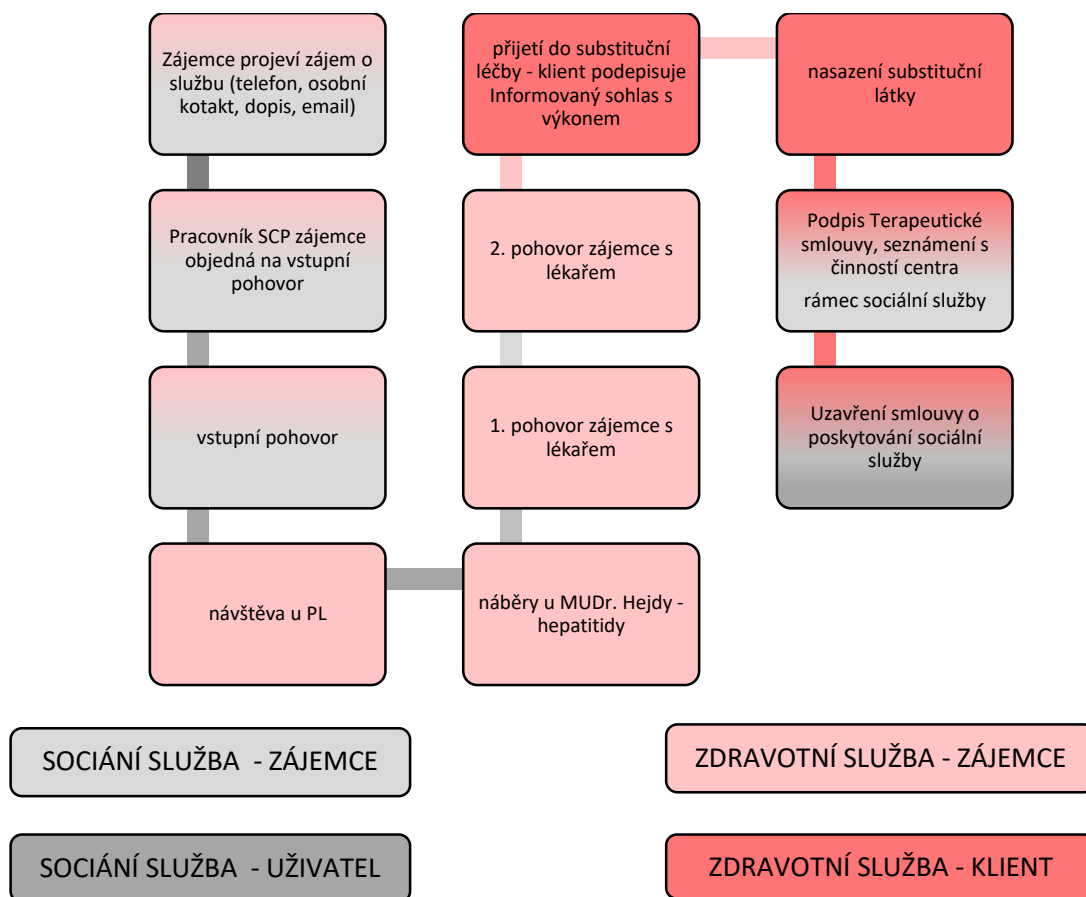 Zájemce projeví zájem o
službu (telefon, osobní
kotakt, dopis, email)
Pracovník SCP zájemce
objedná na vstupní
pohovor
vstupní pohovor
návštěva u PL
náběry u MUDr. Hejdy -
hepatitidy
1. pohovor zájemce s
lékařem
2. pohovor zájemce s
lékařem
přijetí do substituční
léčby - klient podepisuje
Informovaný sohlas s
výkonem
nasazení substituční
látky
Podpis Terapeutické
smlouvy, seznámení s
činností centra
rámec sociální služby
Uzavření smlouvy o
poskytování sociální
služby
SOCIÁNÍ SLUŽBA - ZÁJEMCE
ZDRAVOTNÍ SLUŽBA - ZÁJEMCE
SOCIÁNÍ SLUŽBA - UŽIVATEL
ZDRAVOTNÍ SLUŽBA - KLIENT